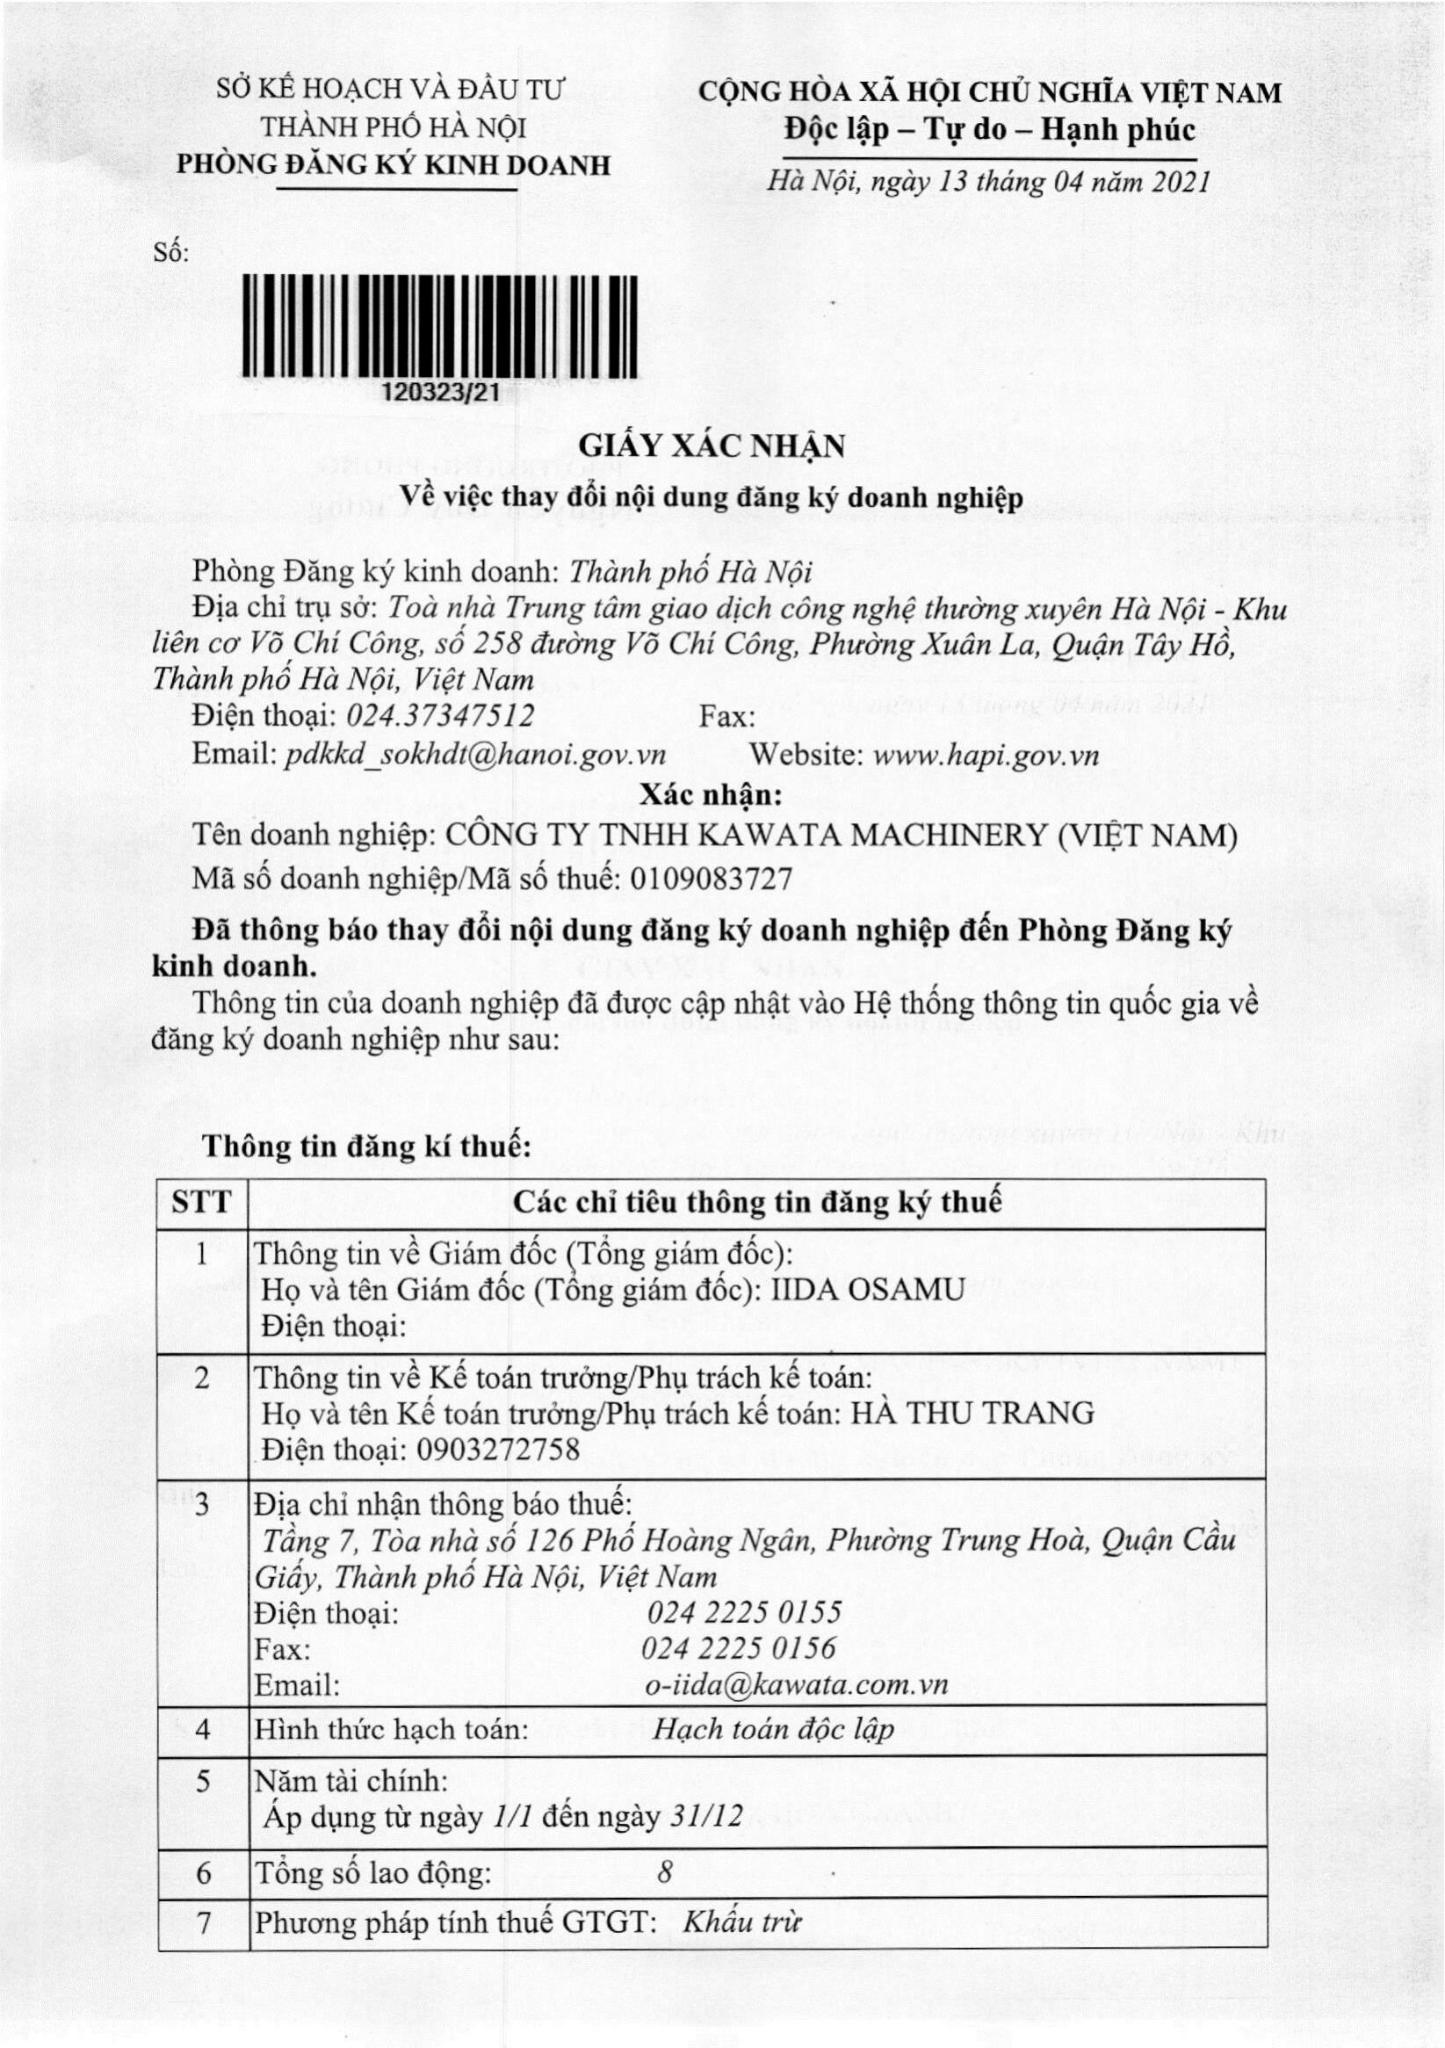 SỞ KẾ HOẠCH VÀ ĐẦU TƯ
THÀNH PHỐ HÀ NỘI
PHÒNG ĐĂNG KÝ KINH DOANH
CỘNG HÒA XÃ HỘI CHỦ NGHĨA VIỆT NAM
Độc lập – Tự do – Hạnh phúc
Hà Nội, ngày 13 tháng 04 năm 2021
Số:
120323/21
GIẤY XÁC NHẬN
Về việc thay đổi nội dung đăng ký doanh nghiệp
Phòng Đăng ký kinh doanh: Thành phố Hà Nội
Địa chỉ trụ sở: Toà nhà Trung tâm giao dịch công nghệ thường xuyên Hà Nội - Khu
liên cơ Võ Chí Công, số 258 đường Võ Chí Công, Phường Xuân La, Quận Tây Hồ,
Thành phố Hà Nội, Việt Nam
Điện thoại: 024.37347512 Fax:
Email: pdkkd_sokhdt@hanoi.gov.vn Website: www.hapi.gov.vn
Xác nhận:
Tên doanh nghiệp: CÔNG TY TNHH KAWATA MACHINERY (VIỆT NAM)
Mã số doanh nghiệp/Mã số thuế: 0109083727
Đã thông báo thay đổi nội dung đăng ký doanh nghiệp đến Phòng Đăng ký
kinh doanh.
Thông tin của doanh nghiệp đã được cập nhật vào Hệ thống thông tin quốc gia về
đăng ký doanh nghiệp như sau:
Thông tin đăng kí thuế:
STT Các chỉ tiêu thông tin đăng ký thuế
1 Thông tin về Giám đốc (Tổng giám đốc):
Họ và tên Giám đốc (Tổng giám đốc): IIDA OSAMU
Điện thoại:
2 Thông tin về Kế toán trưởng/Phụ trách kế toán:
Họ và tên Kế toán trưởng/Phụ trách kế toán: HÀ THU TRANG
Điện thoại: 0903272758
3 Địa chỉ nhận thông báo thuế:
Tầng 7, Tòa nhà số 126 Phố Hoàng Ngân, Phường Trung Hoà, Quận Cầu
Giấy, Thành phố Hà Nội, Việt Nam
Điện thoại: 024 2225 0155
Fax: 024 2225 0156
Email: o-iida@kawata.com.vn
4 Hình thức hạch toán: Hạch toán độc lập
5 Năm tài chính:
Áp dụng từ ngày 1/1 đến ngày 31/12
6 Tổng số lao động: 8
7 Phương pháp tính thuế GTGT: Khấu trừ